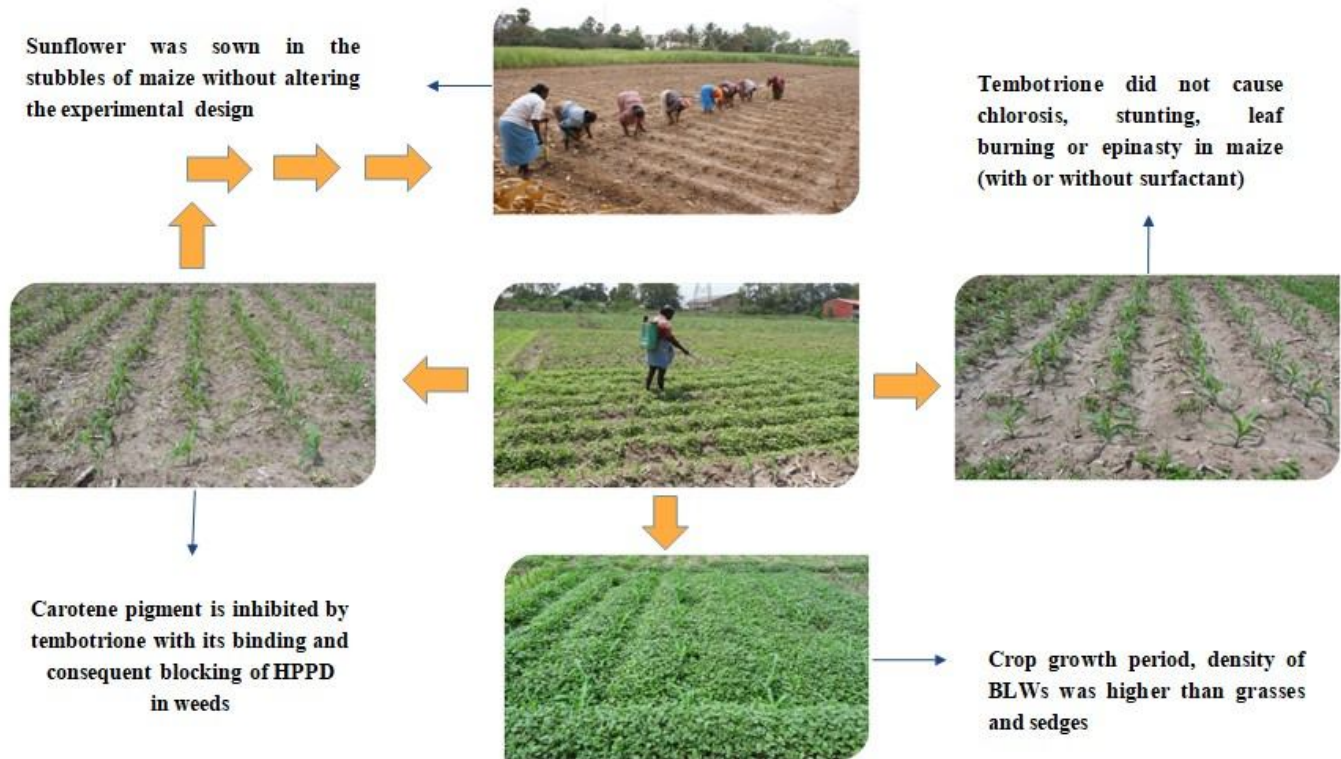 Sunflower was sown in the
stubbles of maize without altering
the experimental design
Tembotrione did not cause
chlorosis, stunting, leaf
burning or epinasty in maize
(with or without surfactant)
Carotene pigment is inhibited by
tembotrione with its binding and
consequent blocking of HPPD
in weeds
Crop growth period, density of
BLWs was higher than grasses
and sedges